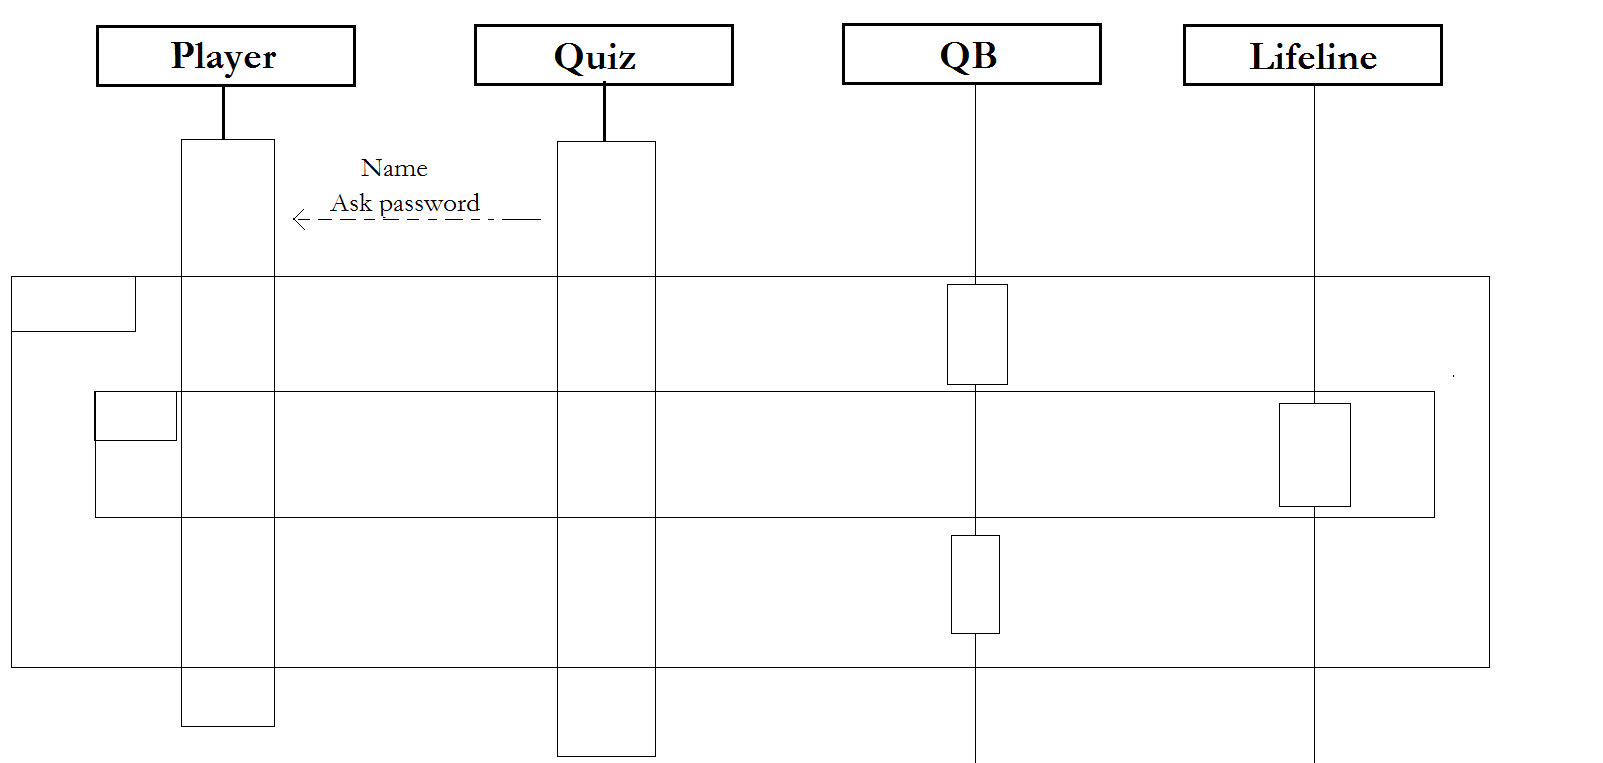 Player
Quiz
QB
Lifeline
Name
Ask password